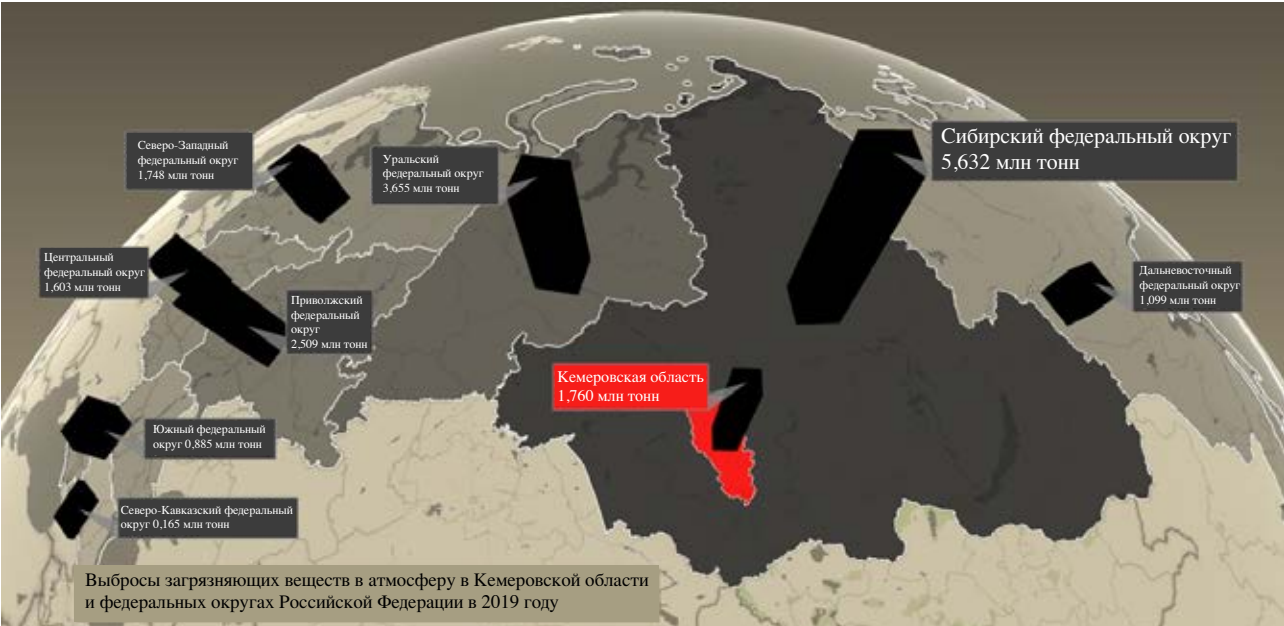 Северо-Западный
федеральный округ
1,748 млн тонн
Уральский
федеральный округ
3,655 млн тонн
Сибирский федеральный округ
5,632 млн тонн
Центральный
федеральный округ
1,603 млн тонн
Приволжский
федеральный
округ
2,509 млн тонн
Дальневосточный
федеральный округ
1,099 млн тонн
Кемеровская область
1,760 млн тонн
Южный федеральный
округ 0,885 млн тонн
Северо-Кавказский федеральный
округ 0,165 млн тонн
Выбросы загрязняющих веществ в атмосферу в Кемеровской области
и федеральных округах Российской Федерации в 2019 году